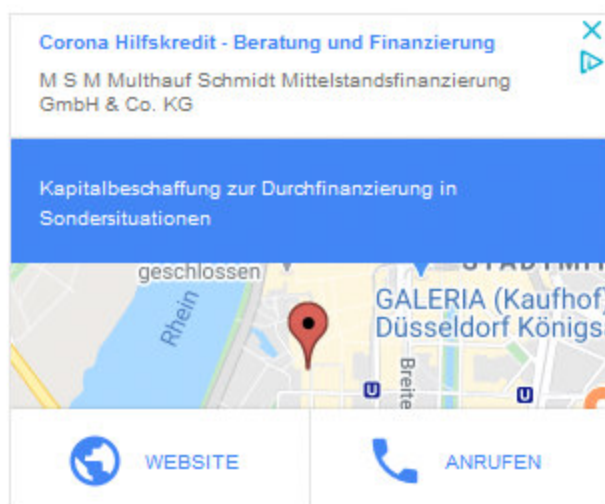 Corona Hilfskredit - Beratung und Finanzierung
M S M Multhauf Schmidt Mittelstandsfinanzierung
GmbH & Co. KG
Kapitalbeschaffung zur Durchfinanzierung in
Sondersituationen
geschlossen
Rhein
GALERIA (Kaufhof)
Düsseldorf Königs
Breite
U
U
WEBSITE
ANRUFEN